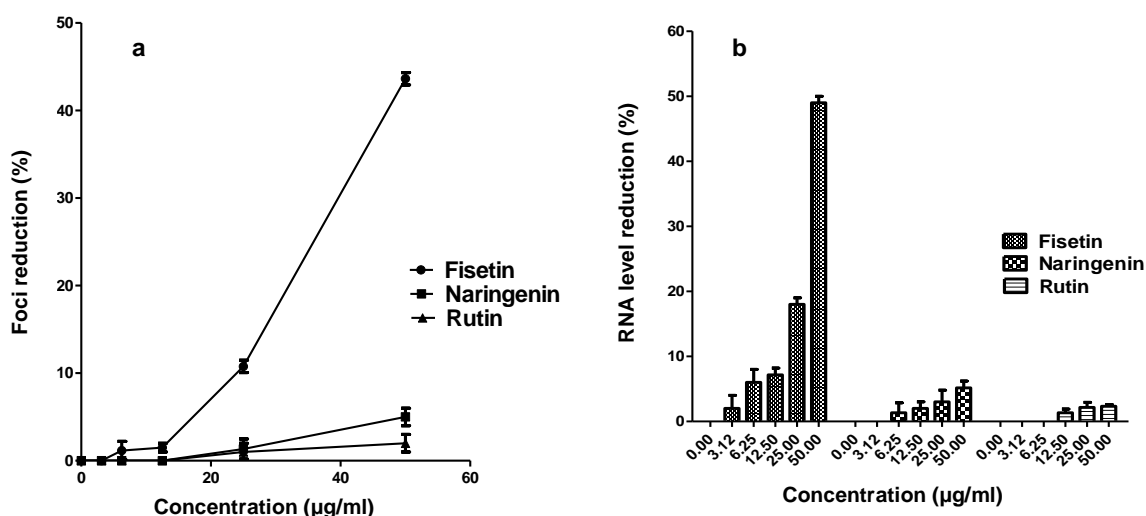 a
Foci reduction (%)
50
40
30
20
10
0
0 20 40 60
Concentration (µg/ml)
Fisetin
Naringenin
Rutin
b
RNA level reduction (%)
60
50
40
30
20
10
0
0.00 3.12 6.25 12.50 25.00 50.00 0.00 3.12 6.25 12.50 25.00 50.00 0.00 3.12 6.25 12.50 25.00 50.00
Concentration (µg/ml)
Fisetin
Naringenin
Rutin